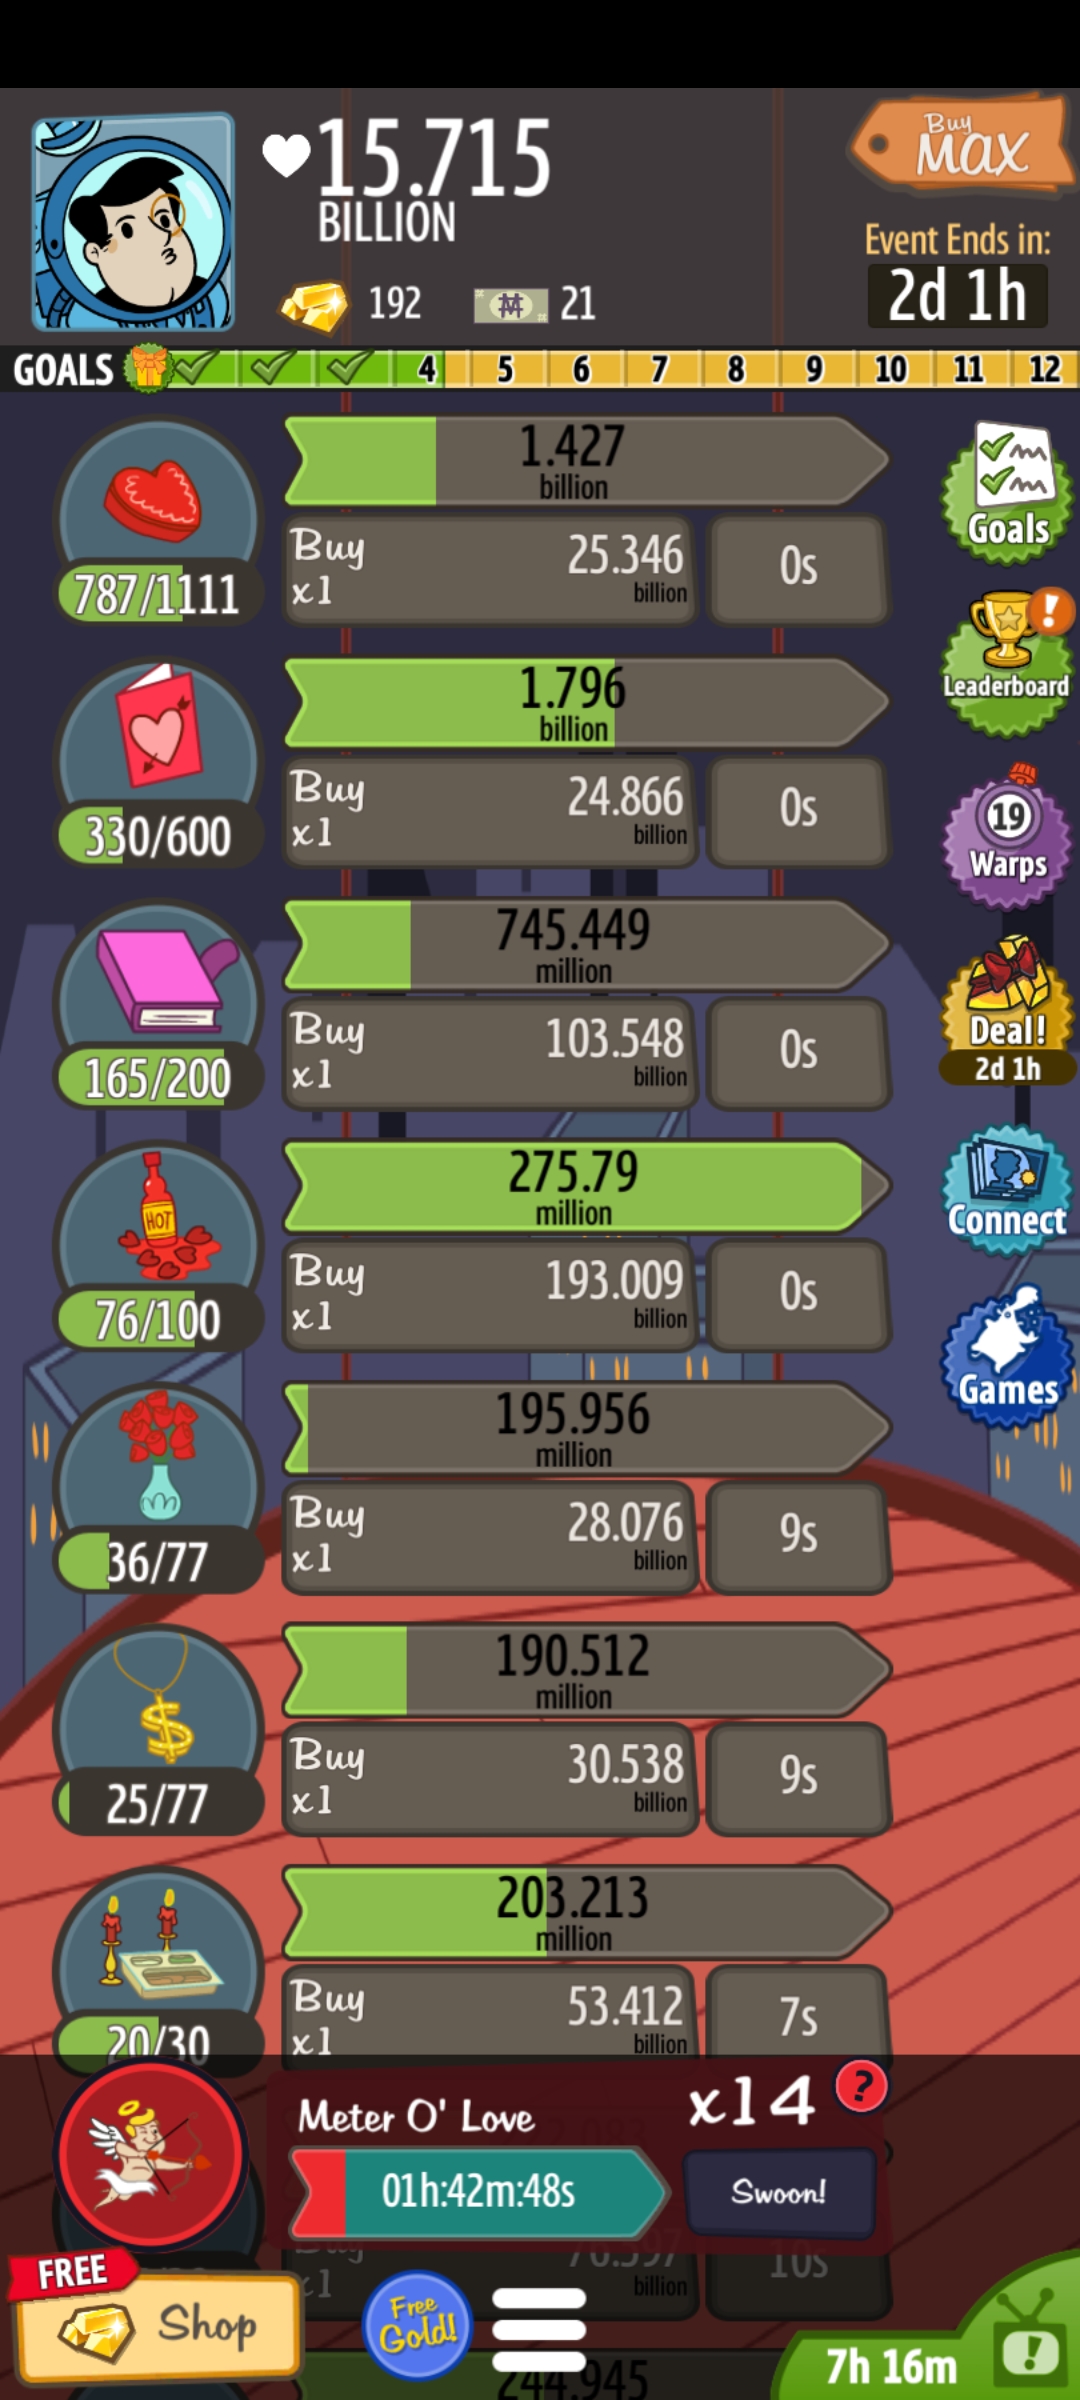 15.715
BILLION
Buy
MAX
192
21
Event Ends in:
2d 1h
GOALS 4 5 6 7 8 9 10 11 12
1.427
billion
787/1111
Buy
x1
25.346
billion
0s
Goals
1.796
billion
330/600
Buy
x1
24.866
billion
0s
!
Leaderboard
745.449
million
165/200
Buy
x1
103.548
billion
0s
19
Warps
Deal!
2d 1h
275.79
million
HOT
76/100
Buy
x1
193.009
billion
0s
Connect
Games
195.956
million
36/77
Buy
x1
28.076
billion
9s
190.512
million
$
25/77
Buy
x1
30.538
billion
9s
203.213
million
20/30
Buy
x1
53.412
billion
7s
Meter O' Love
x14
?
01h:42m:48s
Swoon!
Buy
x1
billion
10s
FREE
Shop
Free
Gold!
244.945
7h 16m
!